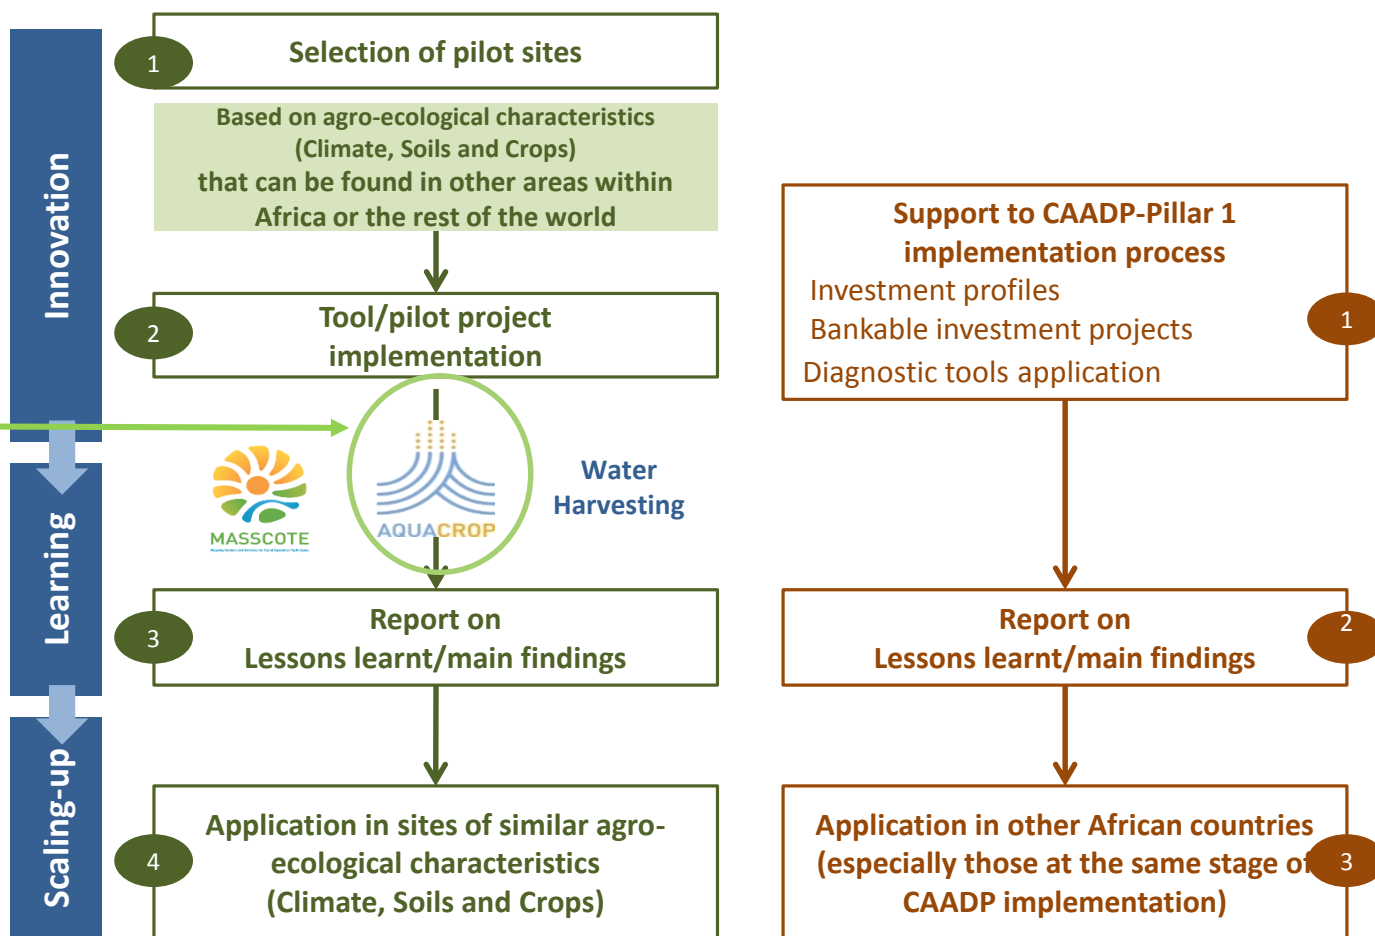 Innovation
Learning
Scaling-up
1
Selection of pilot sites
Based on agro-ecological characteristics
(Climate, Soils and Crops)
that can be found in other areas within
Africa or the rest of the world
2
Tool/pilot project
implementation
MASSCOTE
AQUACROP
Water
Harvesting
3
Report on
Lessons learnt/main findings
4
Application in sites of similar agro-
ecological characteristics
(Climate, Soils and Crops)
Support to CAADP-Pillar 1
implementation process
Investment profiles
Bankable investment projects
Diagnostic tools application
1
Report on
Lessons learnt/main findings
2
Application in other African countries
(especially those at the same stage of
CAADP implementation)
3